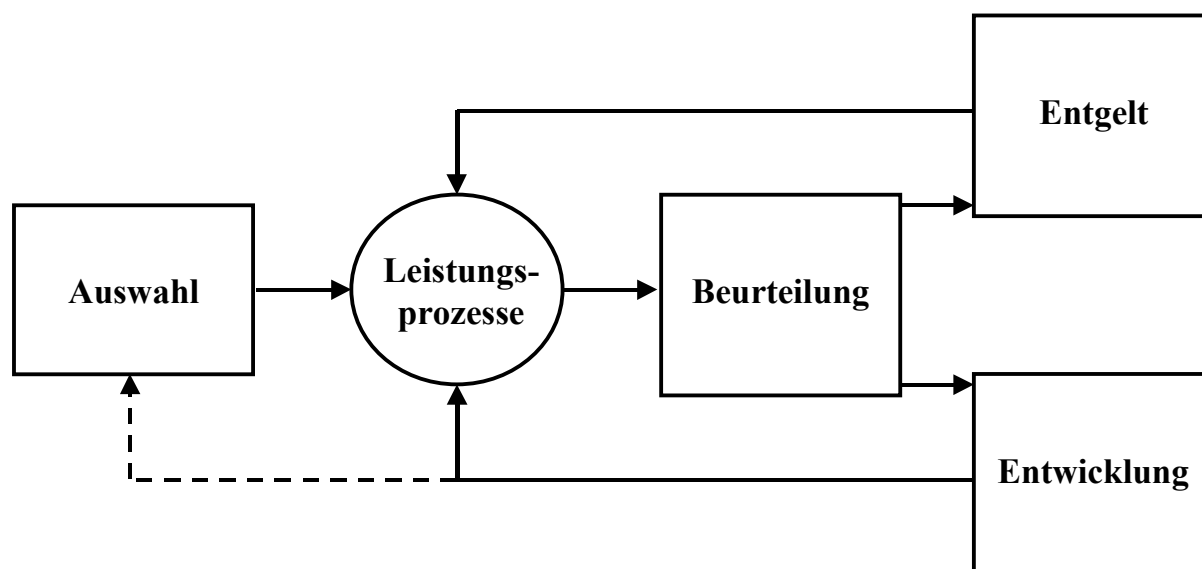 Entgelt
Auswahl
Leistungs-
prozesse
Beurteilung
Entwicklung